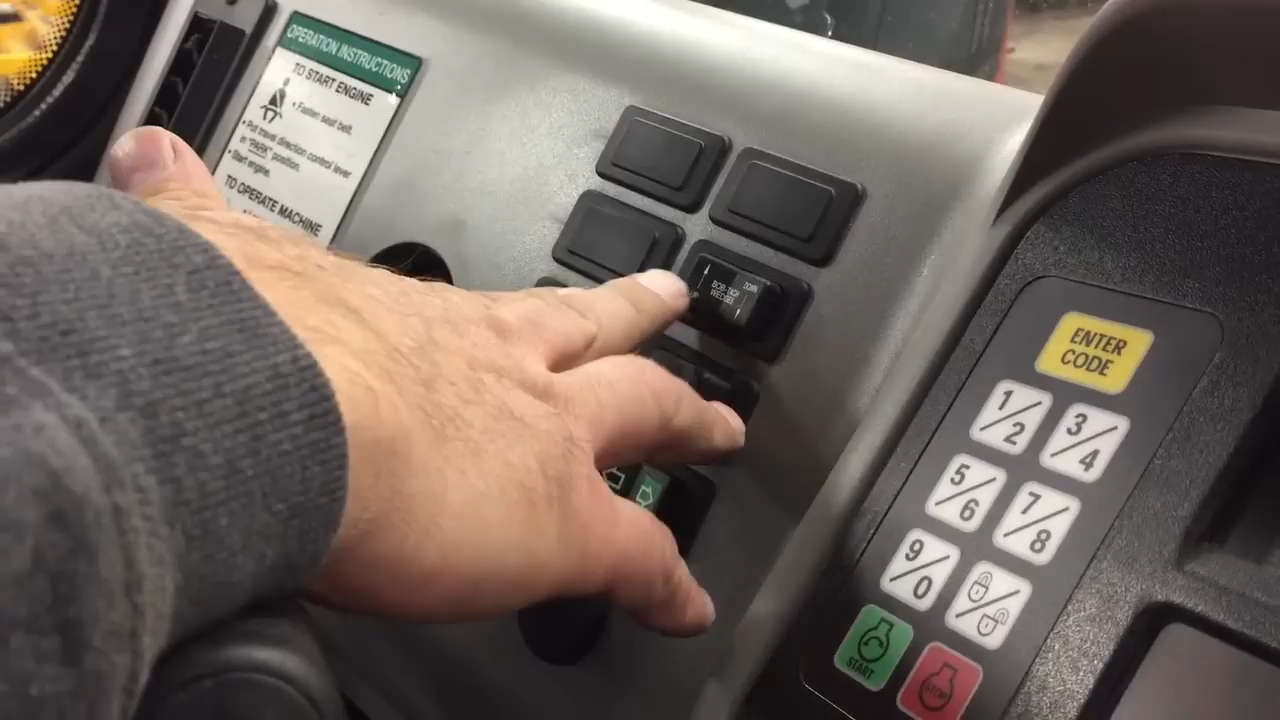 OPERATION INSTRUCTIONS
TO START ENGINE
• Fasten seat belt.
• Put travel direction control lever
in "PARK" position.
• Start engine.
TO OPERATE MACHINE
UP
BOB-TACH
WEDGES
DOWN
ENTER
CODE
1/2
3/4
5/6
7/8
9/0
START
STOP